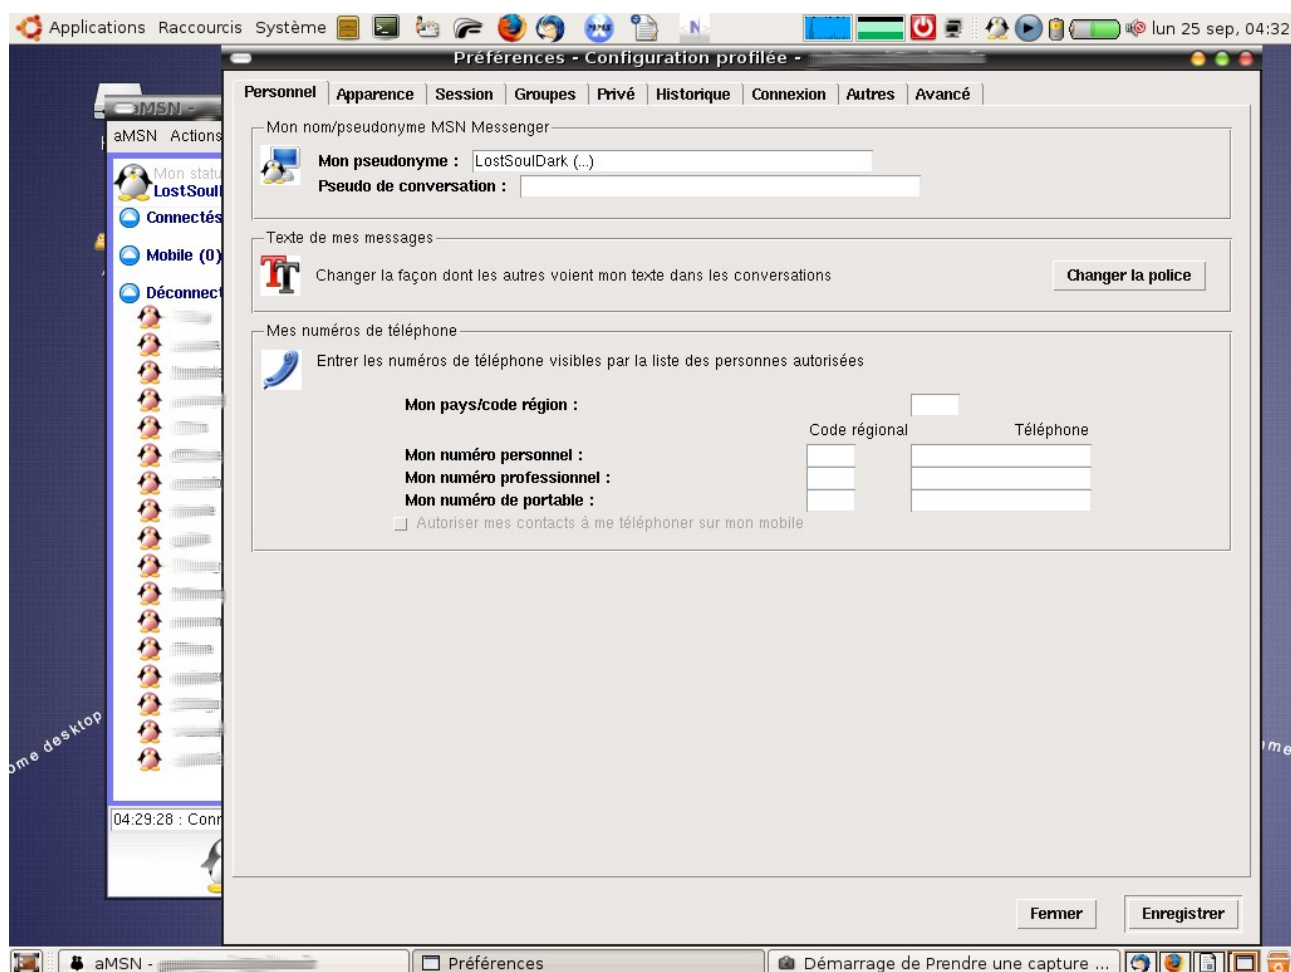 Applications Raccourcis Système
lun 25 sep, 04:32
Préférences - Configuration profilée -
aMSN -
aMSN Actions
Mon statu
LostSoul
Connectés
Mobile (0)
Déconnect
04:29:28 : Conn
Personnel Apparence Session Groupes Privé Historique Connexion Autres Avancé
Mon nom/pseudonyme MSN Messenger
Mon pseudonyme : LostSoulDark (...)
Pseudo de conversation :
Texte de mes messages
Changer la façon dont les autres voient mon texte dans les conversations
Changer la police
Mes numéros de téléphone
Entrer les numéros de téléphone visibles par la liste des personnes autorisées
Mon pays/code région :
Code régional Téléphone
Mon numéro personnel :
Mon numéro professionnel :
Mon numéro de portable :
Autoriser mes contacts à me téléphoner sur mon mobile
Fermer Enregistrer
ome desktop
aMSN -
Préférences
Démarrage de Prendre une capture ...